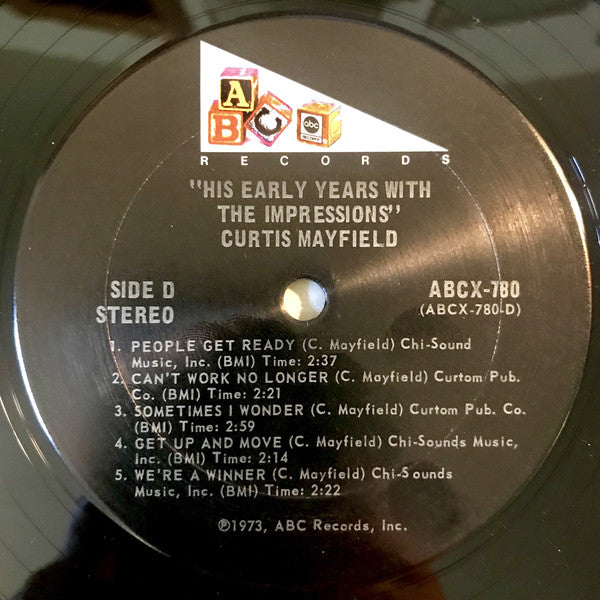 A
B C abc
RECORDS
"HIS EARLY YEARS WITH
THE IMPRESSIONS"
CURTIS MAYFIELD
SIDE D
STEREO
ABCX-780
(ABCX-780-D)
1. PEOPLE GET READY (C. Mayfield) Chi-Sound
Music, Inc. (BMI) Time: 2:37
2. CAN'T WORK NO LONGER (C. Mayfield) Curtom Pub.
Co. (BMI) Time: 2:21
3. SOMETIMES I WONDER (C. Mayfield) Curtom Pub. Co.
(BMI) Time: 2:59
4. GET UP AND MOVE (C. Mayfield) Chi-Sounds Music,
Inc. (BMI) Time: 2:14
5. WE'RE A WINNER (C. Mayfield) Chi-Sounds
Music, Inc. (BMI) Time: 2:22
℗1973, ABC Records, Inc.